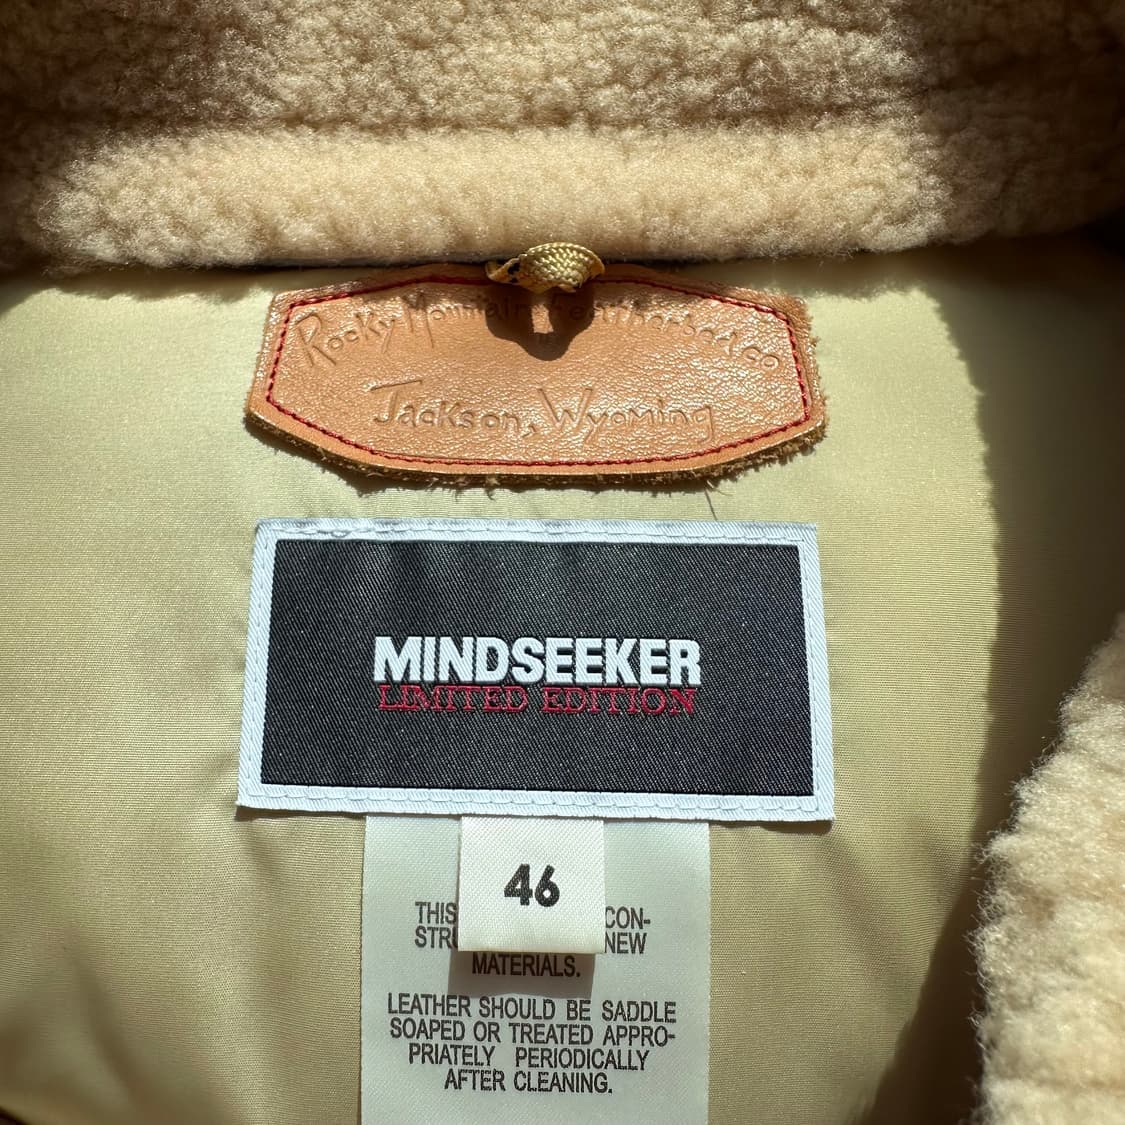 Rocky Mountain Featherbed co
Jackson, Wyoming
MINDSEEKER
LIMITED EDITION
46
THIS CON-
STR NEW
MATERIALS.
LEATHER SHOULD BE SADDLE
SOAPED OR TREATED APPRO-
PRIATELY PERIODICALLY
AFTER CLEANING.